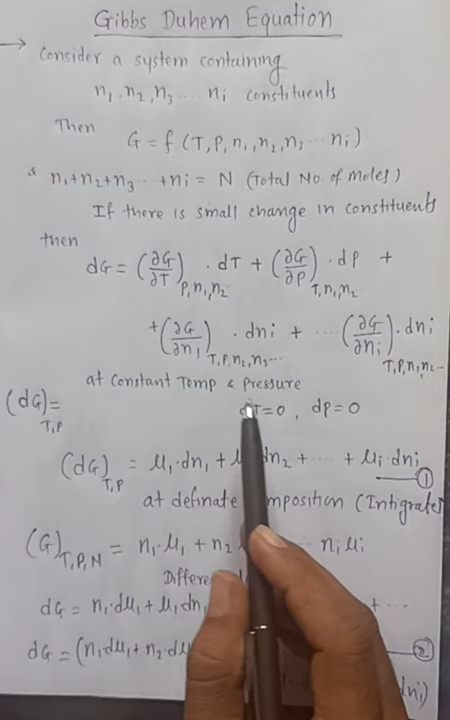 Gibbs Duhem Equation
→ Consider a system containing
n₁. n₂, n₃ .... nᵢ constituents
Then
G = f (T, P, n₁, n₂, n₃ ... nᵢ)
& n₁+n₂+n₃ ... +nᵢ = N (Total No of moles)
If there is small change in constituents
then
dG = (∂G/∂T)P,n₁,n₂ . dT + (∂G/∂P)T,n₁,n₂ . dP +
+(∂G/∂n₁)T,P,n₂,n₃... . dnᵢ + .... (∂G/∂nᵢ)T,P,n₁,n₂-- . dnᵢ
at Constant Temp & Pressure
(dG)T,P = dT=0, dP=0
(dG)T,P = μ₁.dn₁ + dn₂ + .... + μᵢ.dnᵢ —①
at definate (Intigrate)
(G)T,P,N = n₁.μ₁ + n₂ ... nᵢμᵢ
dG = n₁.dμ₁ + μ₁dn₁ + ...
dG = (n₁dμ₁ + n₂.dμ —②
dnᵢ)